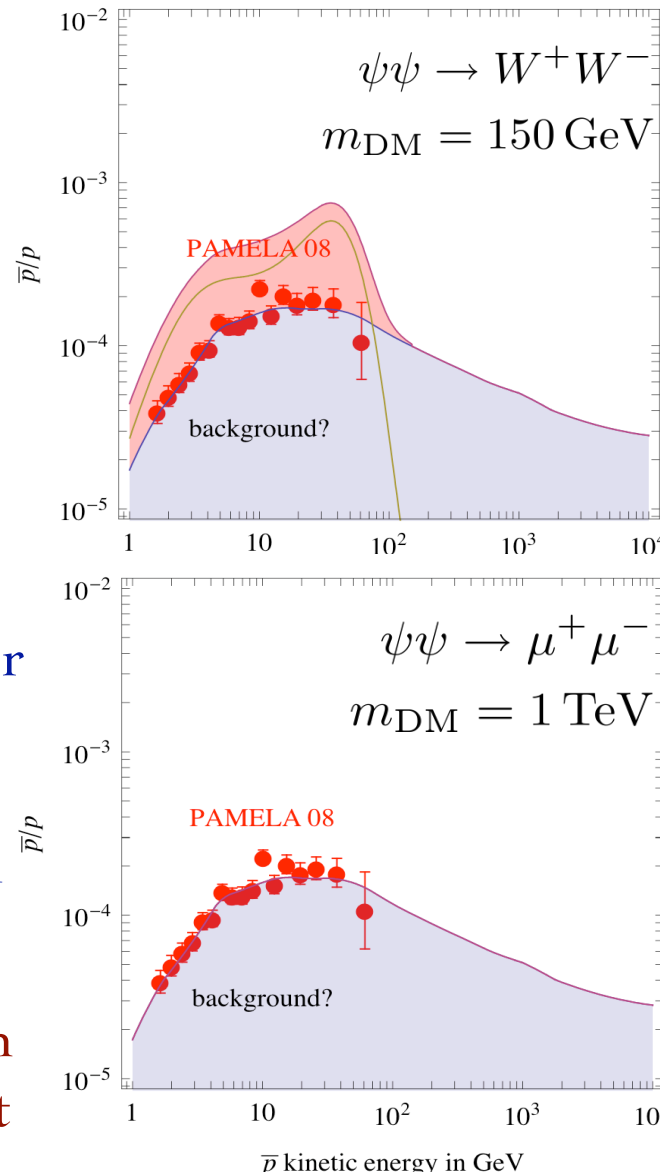 10⁻²
ψψ → W⁺W⁻
m_DM = 150 GeV
10⁻³
PAMELA 08
p̅/p
10⁻⁴
background?
10⁻⁵
1 10 10² 10³ 10⁴
10⁻²
ψψ → μ⁺μ⁻
r
m_DM = 1 TeV
10⁻³
PAMELA 08
p̅/p
10⁻⁴
background?
n
10⁻⁵
t
1 10 10² 10³ 10
p̅ kinetic energy in GeV